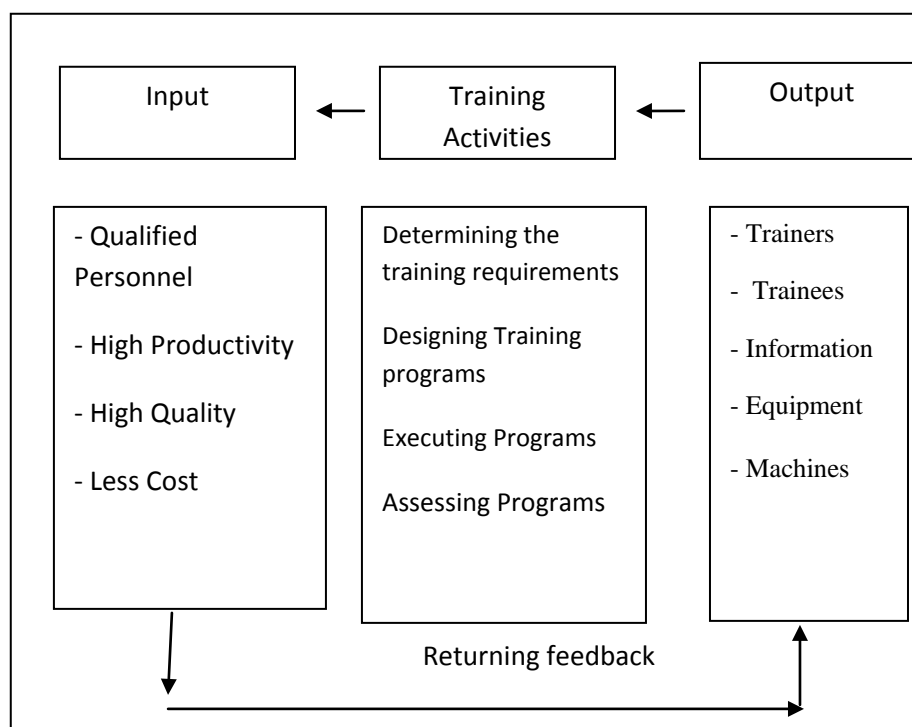 Input
Training
Activities
Output
- Qualified
Personnel
- High Productivity
- High Quality
- Less Cost
Determining the
training requirements
Designing Training
programs
Executing Programs
Assessing Programs
- Trainers
- Trainees
- Information
- Equipment
- Machines
Returning feedback